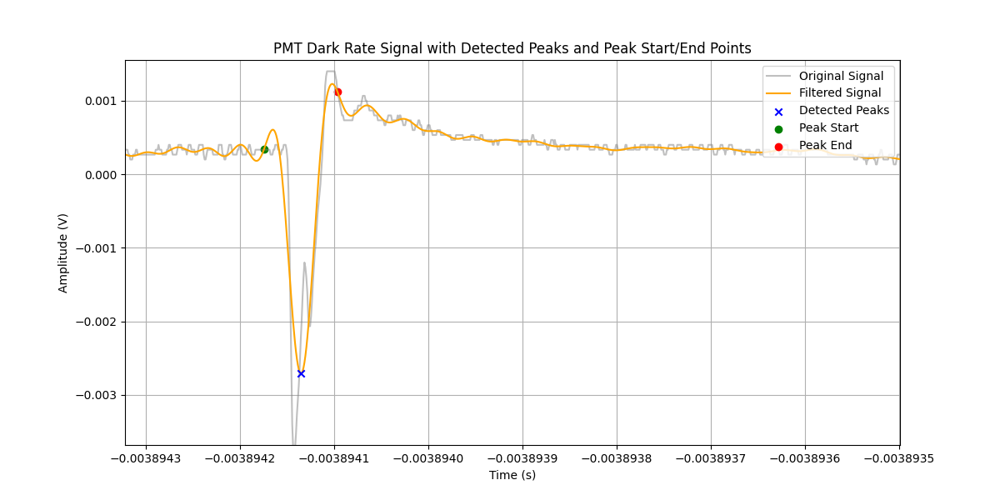 PMT Dark Rate Signal with Detected Peaks and Peak Start/End Points
Original Signal
Filtered Signal
Detected Peaks
Peak Start
Peak End
0.001
0.000
−0.001
−0.002
−0.003
Amplitude (V)
−0.0038943 −0.0038942 −0.0038941 −0.0038940 −0.0038939 −0.0038938 −0.0038937 −0.0038936 −0.0038935
Time (s)